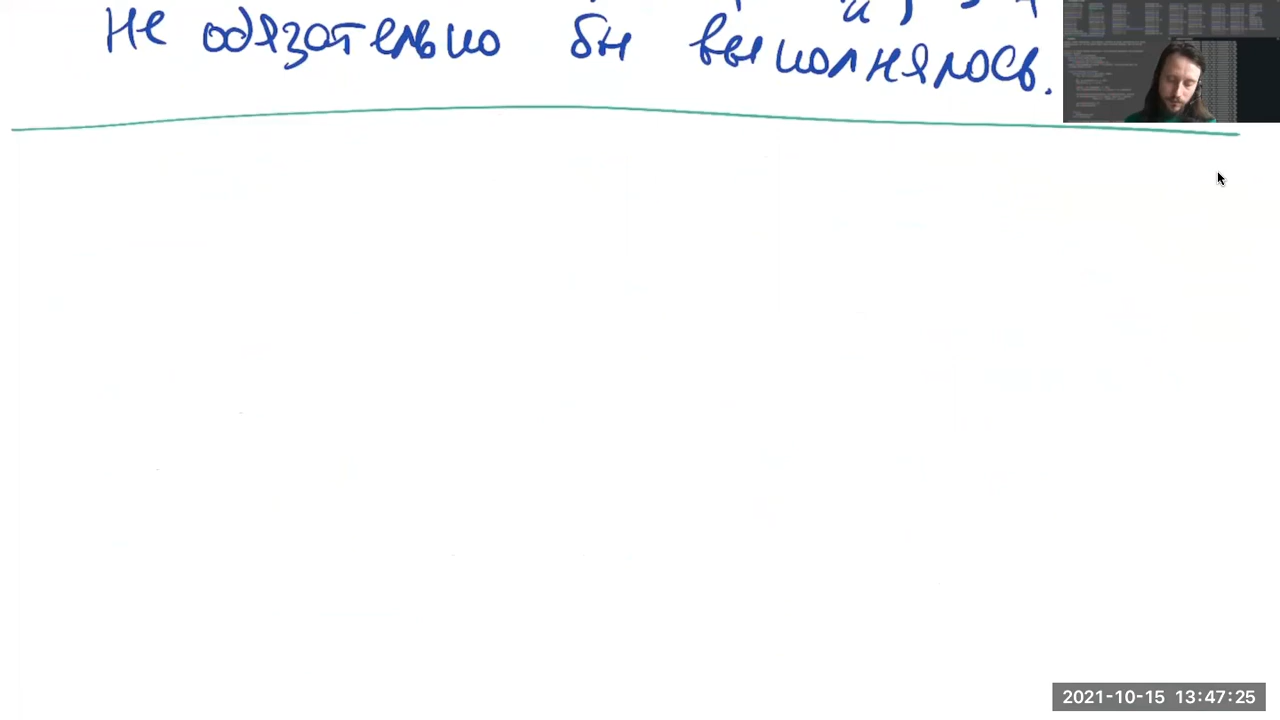 не обязательно бы выполнялось.
2021-10-15 13:47:25